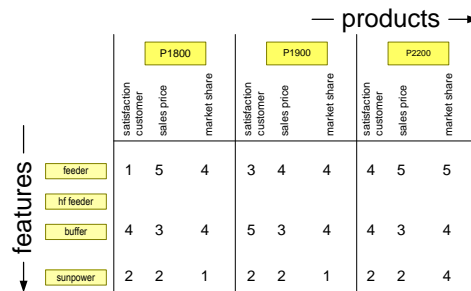 products
P1800 P1900 P2200
satisfaction customer sales price market share satisfaction customer sales price market share satisfaction customer sales price market share
features
feeder 1 5 4 3 4 4 4 5 5
hf feeder
buffer 4 3 4 5 3 4 4 3 4
sunpower 2 2 1 2 2 1 2 2 4